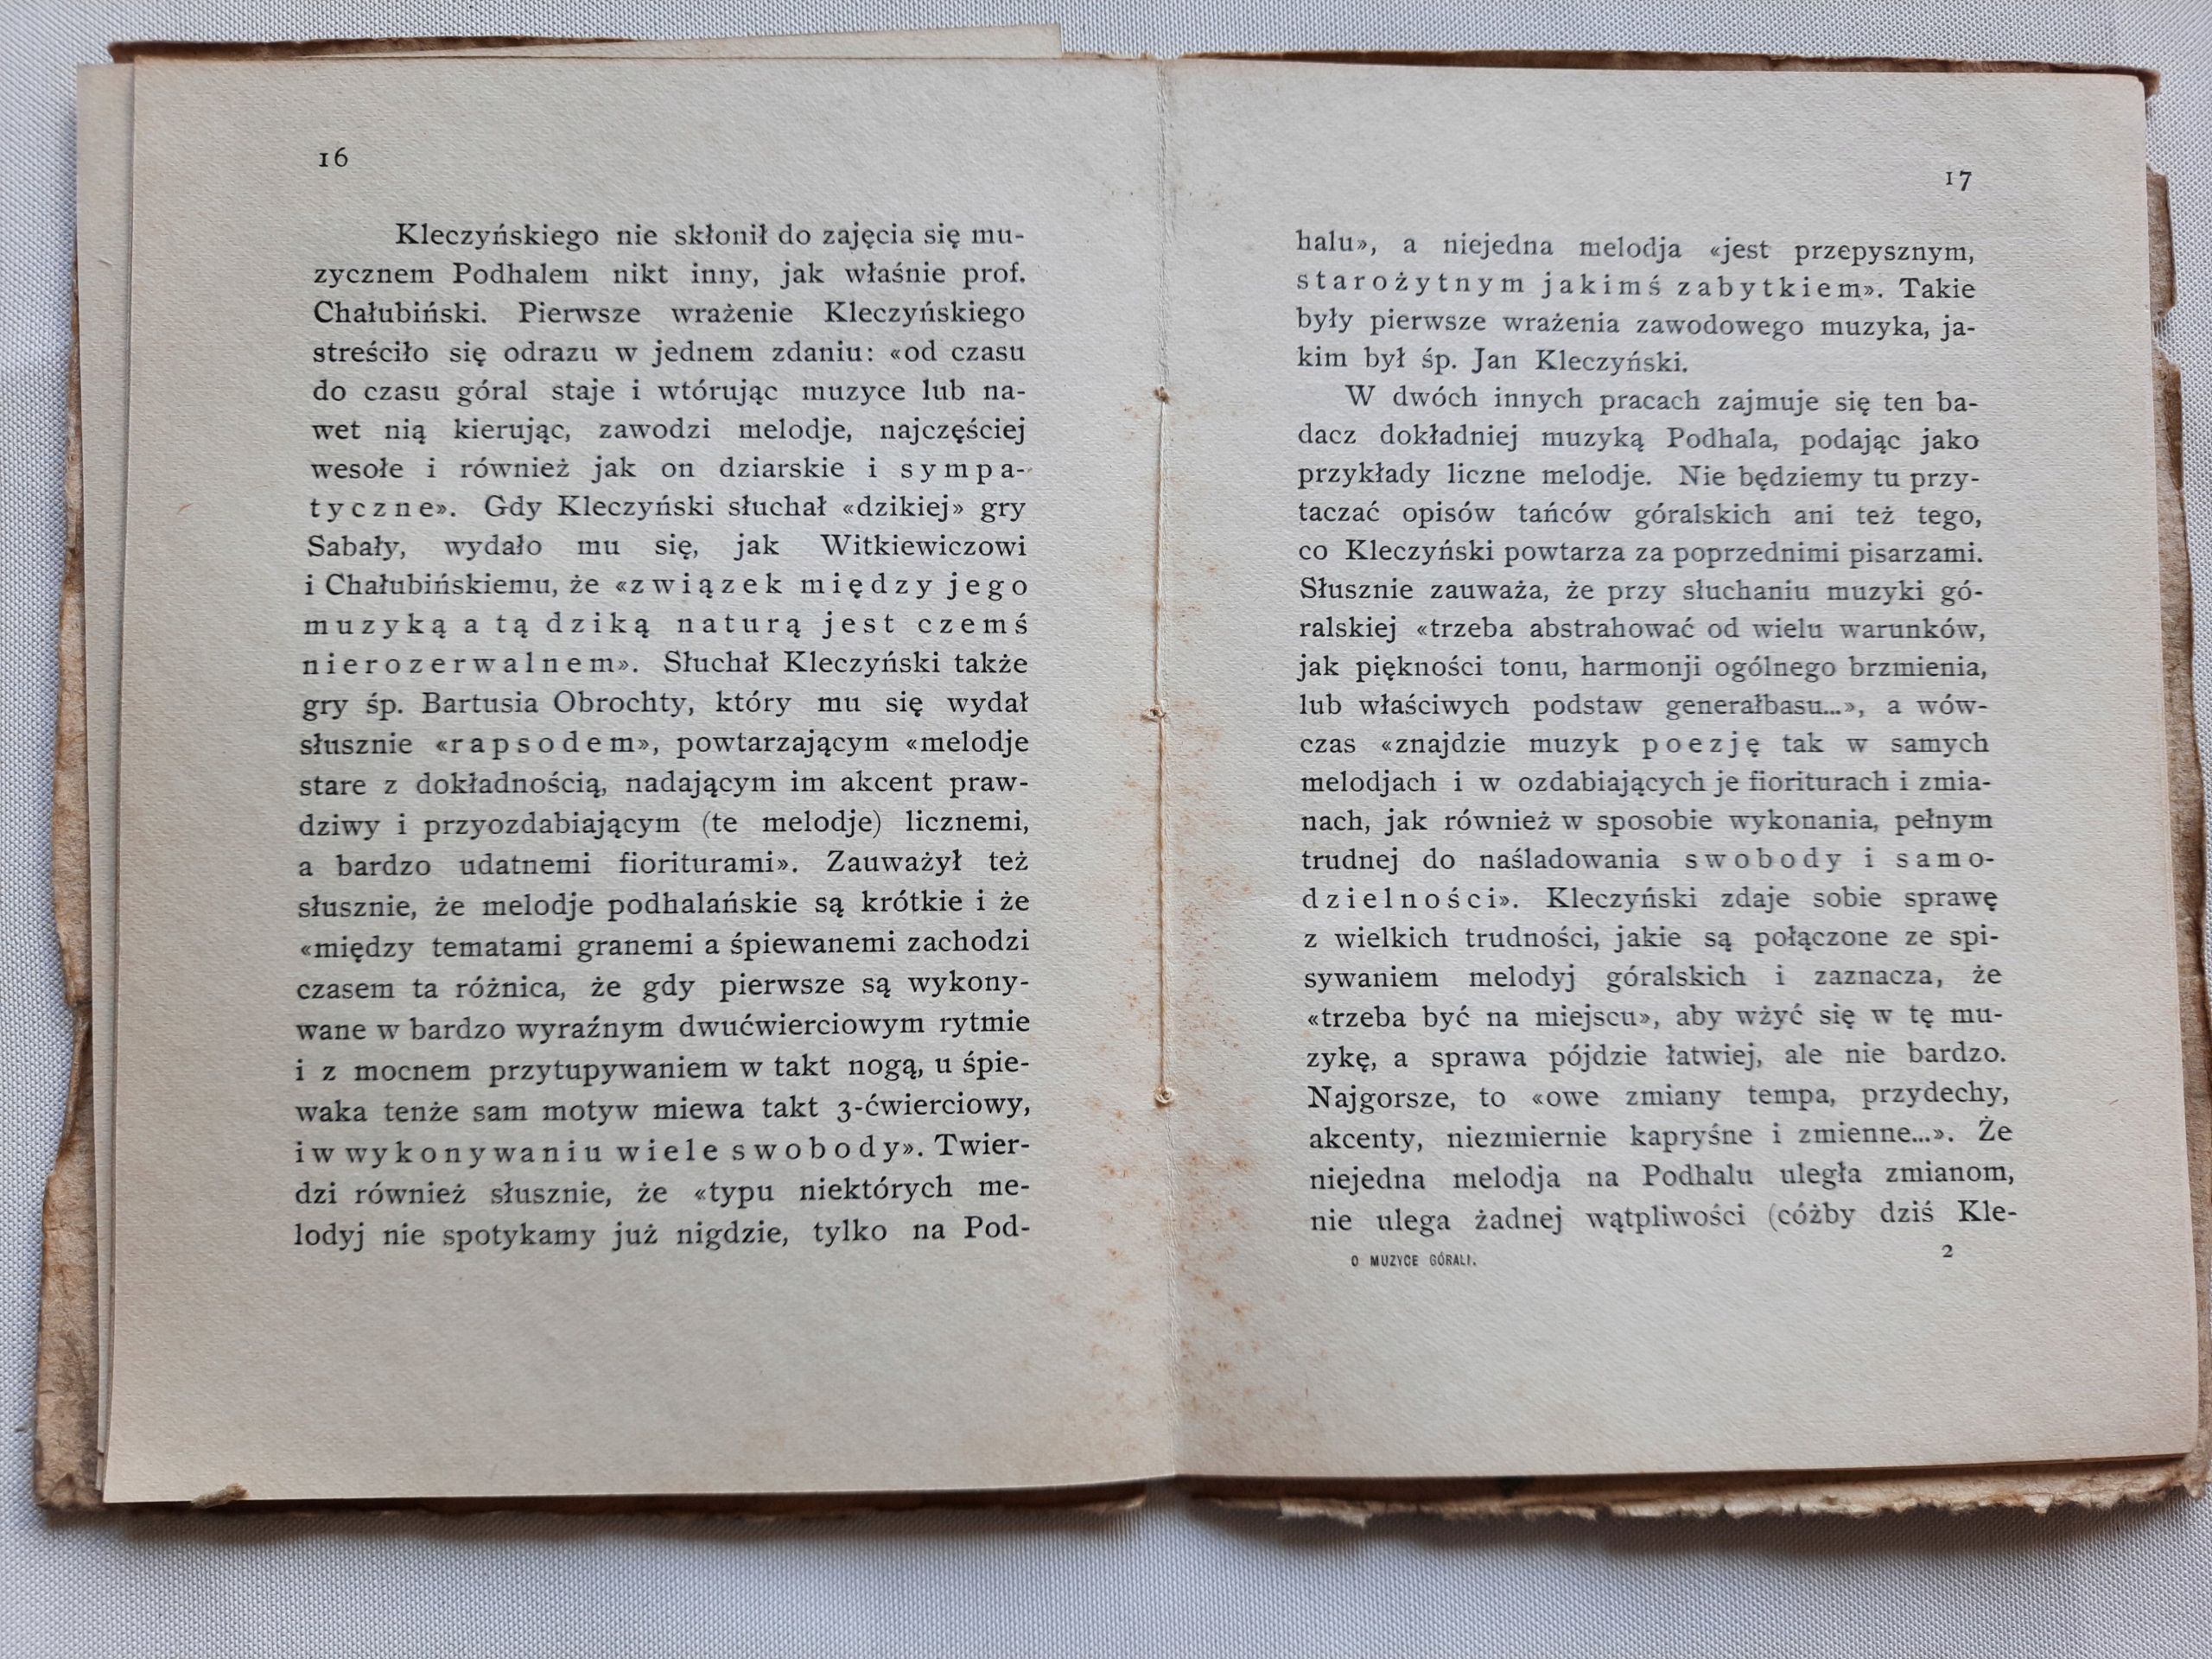 16
Kleczyńskiego nie skłonił do zajęcia się mu-
zycznem Podhalem nikt inny, jak właśnie prof.
Chałubiński. Pierwsze wrażenie Kleczyńskiego
streściło się odrazu w jednem zdaniu: «od czasu
do czasu góral staje i wtórując muzyce lub na-
wet nią kierując, zawodzi melodje, najczęściej
wesołe i również jak on dziarskie i sympa-
tyczne». Gdy Kleczyński słuchał «dzikiej» gry
Sabały, wydało mu się, jak Witkiewiczowi
i Chałubińskiemu, że «związek między jego
muzyką a tą dziką naturą jest czemś
nierozerwalnem». Słuchał Kleczyński także
gry śp. Bartusia Obrochty, który mu się wydał
słusznie «rapsodem», powtarzającym «melodje
stare z dokładnością, nadającym im akcent praw-
dziwy i przyozdabiającym (te melodje) licznemi,
a bardzo udatnemi fioriturami». Zauważył też
słusznie, że melodje podhalańskie są krótkie i że
«między tematami granemi a śpiewanemi zachodzi
czasem ta różnica, że gdy pierwsze są wykony-
wane w bardzo wyraźnym dwućwierciowym rytmie
i z mocnem przytupywaniem w takt nogą, u śpie-
waka tenże sam motyw miewa takt 3-ćwierciowy,
i w wykonywaniu wiele swobody». Twier-
dzi również słusznie, że «typu niektórych me-
lodyj nie spotykamy już nigdzie, tylko na Pod-
17
halu», a niejedna melodja «jest przepysznym,
starożytnym jakimś zabytkiem». Takie
były pierwsze wrażenia zawodowego muzyka, ja-
kim był śp. Jan Kleczyński.
W dwóch innych pracach zajmuje się ten ba-
dacz dokładniej muzyką Podhala, podając jako
przykłady liczne melodje. Nie będziemy tu przy-
taczać opisów tańców góralskich ani też tego,
co Kleczyński powtarza za poprzednimi pisarzami.
Słusznie zauważa, że przy słuchaniu muzyki gó-
ralskiej «trzeba abstrahować od wielu warunków,
jak piękności tonu, harmonji ogólnego brzmienia,
lub właściwych podstaw generałbasu...», a wów-
czas «znajdzie muzyk poezję tak w samych
melodjach i w ozdabiających je fioriturach i zmia-
nach, jak również w sposobie wykonania, pełnym
trudnej do naśladowania swobody i samo-
dzielności». Kleczyński zdaje sobie sprawę
z wielkich trudności, jakie są połączone ze spi-
sywaniem melodyj góralskich i zaznacza, że
«trzeba być na miejscu», aby wżyć się w tę mu-
zykę, a sprawa pójdzie łatwiej, ale nie bardzo.
Najgorsze, to «owe zmiany tempa, przydechy,
akcenty, niezmiernie kapryśne i zmienne...». Że
niejedna melodja na Podhalu uległa zmianom,
nie ulega żadnej wątpliwości (cóżby dziś Kle-
O MUZYCE GÓRALI. 2